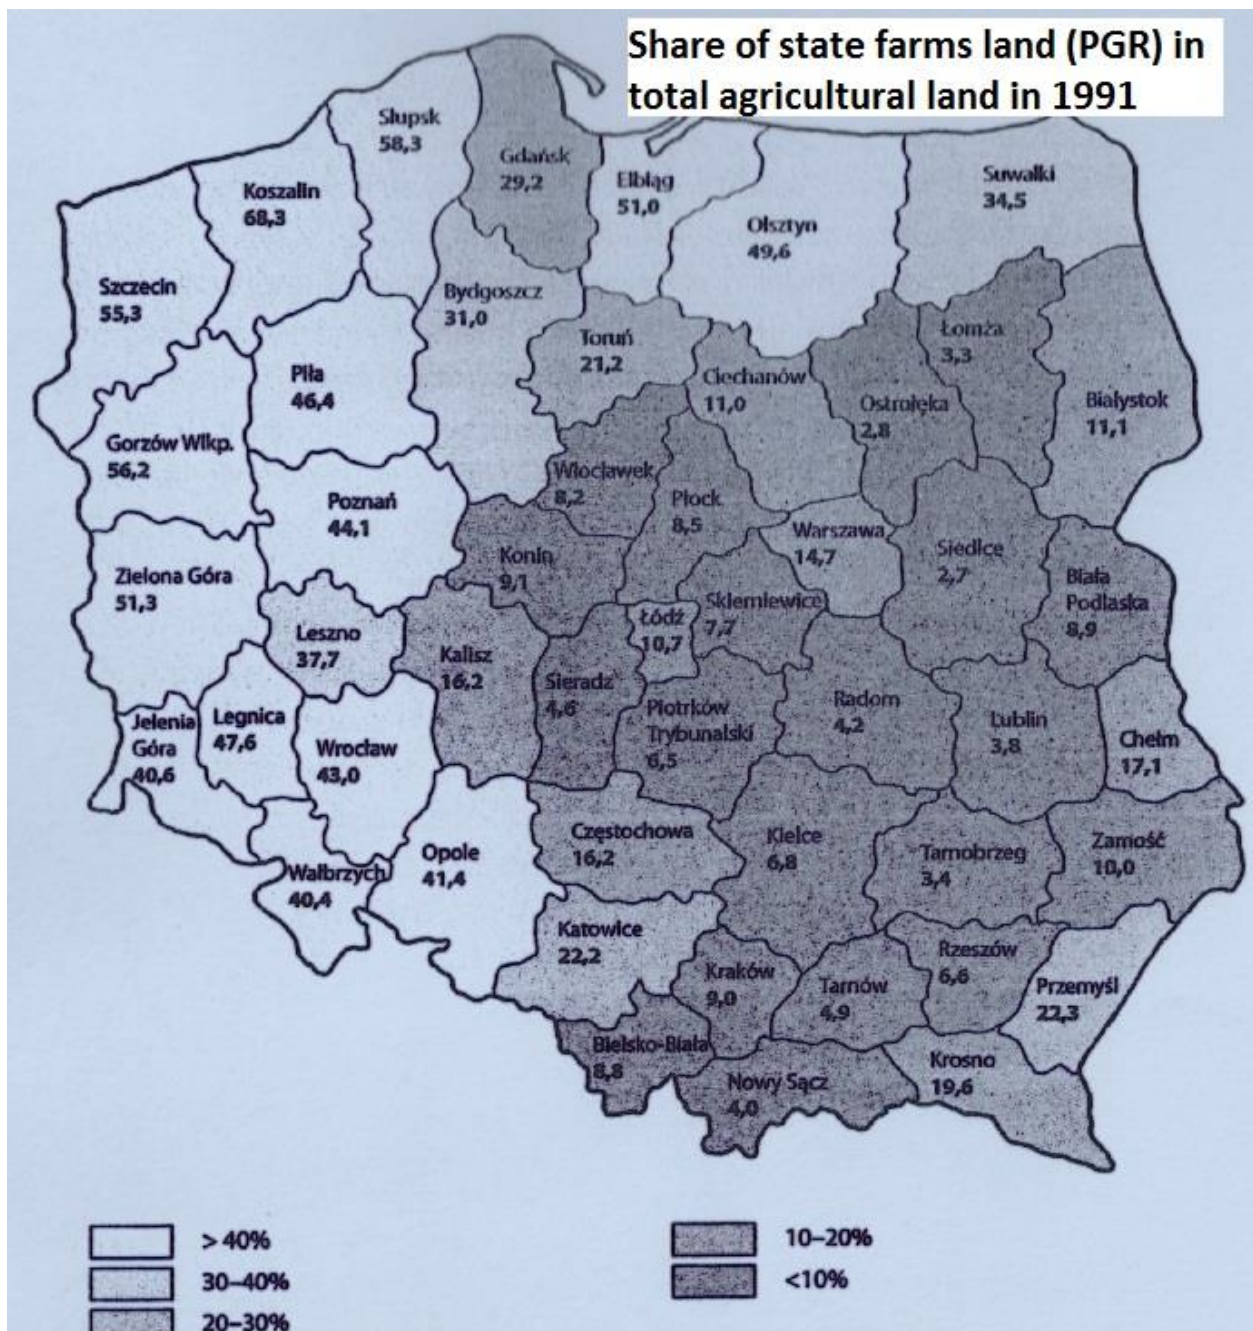 Share of state farms land (PGR) in
total agricultural land in 1991
Słupsk
58,3
Gdańsk
29,2
Koszalin
68,3
Elbląg
51,0
Suwałki
34,5
Olsztyn
49,6
Szczecin
55,3
Bydgoszcz
31,0
Toruń
21,2
Łomża
3,3
Piła
46,4
Ciechanów
11,0
Ostrołęka
2,8
Białystok
11,1
Gorzów Wlkp.
56,2
Włocławek
8,2
Płock
8,5
Poznań
44,1
Warszawa
14,7
Konin
9,1
Siedlce
2,7
Zielona Góra
51,3
Biała
Podlaska
8,9
Skierniewice
7,7
Łódź
10,7
Leszno
37,7
Kalisz
16,2
Sieradz
4,6
Piotrków
Trybunalski
6,5
Radom
4,2
Lublin
3,8
Chełm
17,1
Jelenia
Góra
40,6
Legnica
47,6
Wrocław
43,0
Częstochowa
16,2
Kielce
6,8
Tarnobrzeg
3,4
Zamość
10,0
Wałbrzych
40,4
Opole
41,4
Katowice
22,2
Kraków
9,0
Tarnów
4,9
Rzeszów
6,6
Przemyśl
22,3
Bielsko-Biała
8,8
Nowy Sącz
4,0
Krosno
19,6
> 40%
30–40%
20–30%
10–20%
<10%